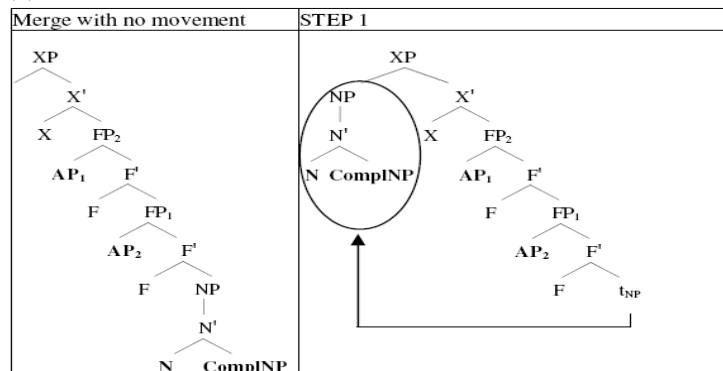 Merge with no movement STEP 1
XP XP
NP X'
X' N' X FP₂
X FP₂ N ComplNP AP₁ F'
AP₁ F' F FP₁
F FP₁ AP₂ F'
AP₂ F' F tNP
F NP
N'
N ComplNP